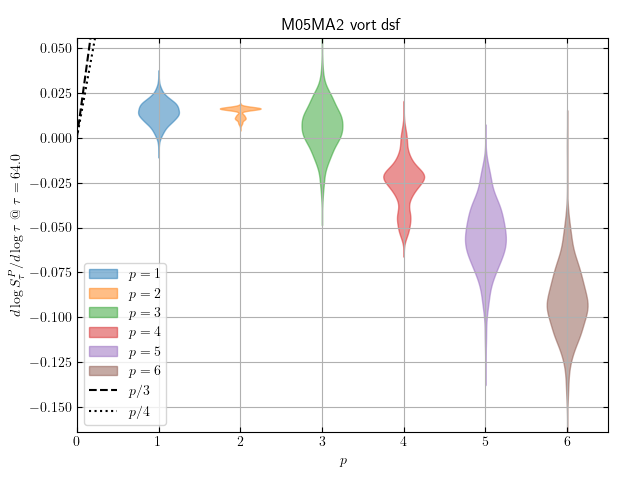 M05MA2 vort dsf
d log S_τ^P / d log τ @ τ = 64.0
0.050
0.025
0.000
−0.025
−0.050
−0.075
−0.100
−0.125
−0.150
p = 1
p = 2
p = 3
p = 4
p = 5
p = 6
p/3
p/4
0 1 2 3 4 5 6
p